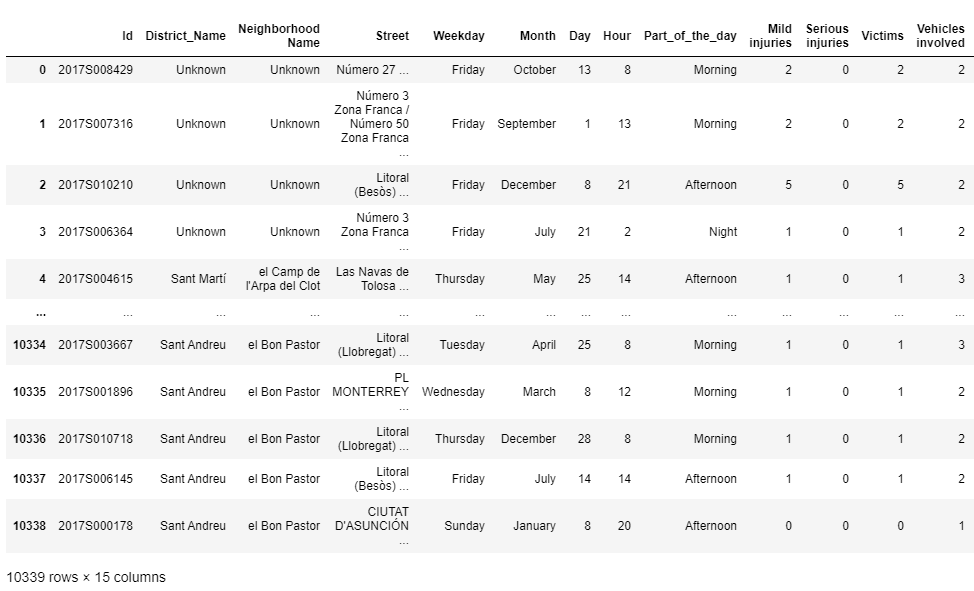 Id District_Name Neighborhood Name Street Weekday Month Day Hour Part_of_the_day Mild injuries Serious injuries Victims Vehicles involved
0 2017S008429 Unknown Unknown Número 27 ... Friday October 13 8 Morning 2 0 2 2
1 2017S007316 Unknown Unknown Número 3 Zona Franca / Número 50 Zona Franca ... Friday September 1 13 Morning 2 0 2 2
2 2017S010210 Unknown Unknown Litoral (Besòs) ... Friday December 8 21 Afternoon 5 0 5 2
3 2017S006364 Unknown Unknown Número 3 Zona Franca ... Friday July 21 2 Night 1 0 1 2
4 2017S004615 Sant Martí el Camp de l'Arpa del Clot Las Navas de Tolosa ... Thursday May 25 14 Afternoon 1 0 1 3
... ... ... ... ... ... ... ... ... ... ... ... ... ...
10334 2017S003667 Sant Andreu el Bon Pastor Litoral (Llobregat) ... Tuesday April 25 8 Morning 1 0 1 3
10335 2017S001896 Sant Andreu el Bon Pastor PL MONTERREY ... Wednesday March 8 12 Morning 1 0 1 2
10336 2017S010718 Sant Andreu el Bon Pastor Litoral (Llobregat) ... Thursday December 28 8 Morning 1 0 1 2
10337 2017S006145 Sant Andreu el Bon Pastor Litoral (Besòs) ... Friday July 14 14 Afternoon 1 0 1 2
10338 2017S000178 Sant Andreu el Bon Pastor CIUTAT D'ASUNCIÓN ... Sunday January 8 20 Afternoon 0 0 0 1
10339 rows × 15 columns